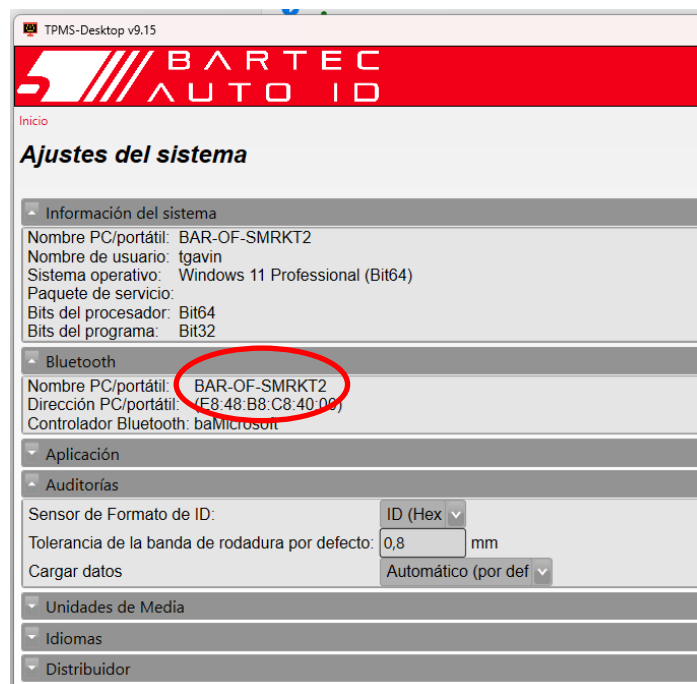 TPMS-Desktop v9.15
BARTEC
AUTO ID
Inicio
Ajustes del sistema
Información del sistema
Nombre PC/portátil: BAR-OF-SMRKT2
Nombre de usuario: tgavin
Sistema operativo: Windows 11 Professional (Bit64)
Paquete de servicio:
Bits del procesador: Bit64
Bits del programa: Bit32
Bluetooth
Nombre PC/portátil: BAR-OF-SMRKT2
Dirección PC/portátil: (E8:48:B8:C8:40:00)
Controlador Bluetooth: baMicrosoft
Aplicación
Auditorías
Sensor de Formato de ID: ID (Hex
Tolerancia de la banda de rodadura por defecto: 0,8 mm
Cargar datos Automático (por def
Unidades de Media
Idiomas
Distribuidor